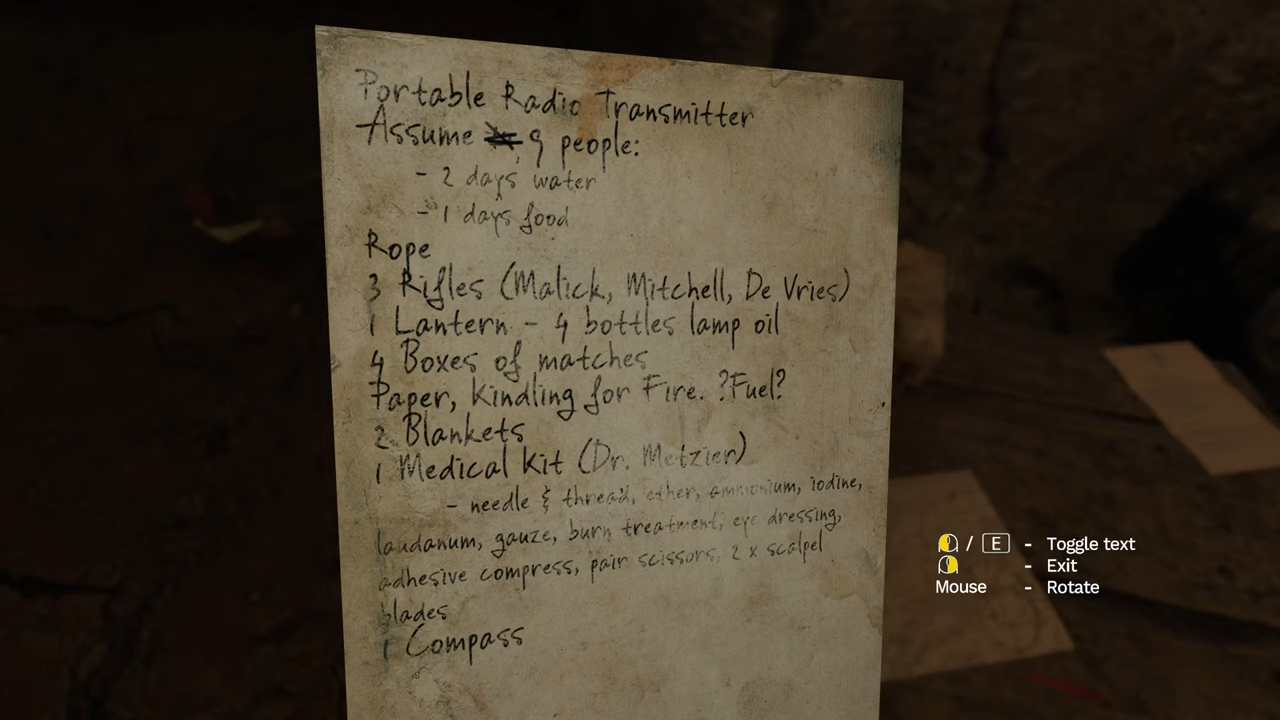 Portable Radio Transmitter
Assume 9 people:
- 2 days water
- 1 days food
Rope
3 Rifles (Malick, Mitchell, De Vries)
1 Lantern - 4 bottles lamp oil
4 Boxes of matches
Paper, Kindling for Fire. ?Fuel?
2 Blankets
1 Medical Kit (Dr. Metzier)
- needle & thread, ether, ammonium, iodine,
laudanum, gauze, burn treatment, eye dressing,
adhesive compress, pair scissors, 2 x scalpel
blades
1 Compass
/ E - Toggle text
- Exit
Mouse - Rotate